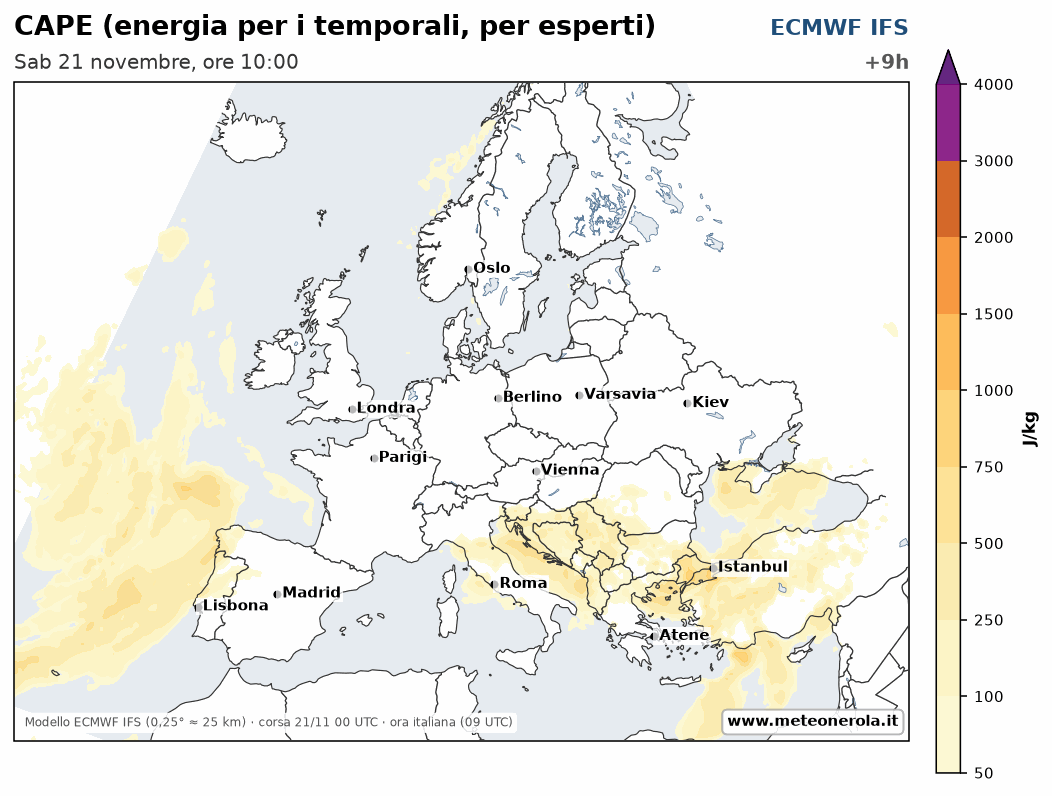 CAPE (energia per i temporali, per esperti)
ECMWF IFS
Sab 21 novembre, ore 10:00
+9h
4000
3000
2000
1500
1000
750
500
250
100
50
J/kg
Oslo
Berlino
Varsavia
Kiev
Londra
Parigi
Vienna
Istanbul
Roma
Madrid
Lisbona
Atene
Modello ECMWF IFS (0,25° ≈ 25 km) · corsa 21/11 00 UTC · ora italiana (09 UTC)
www.meteonerola.it